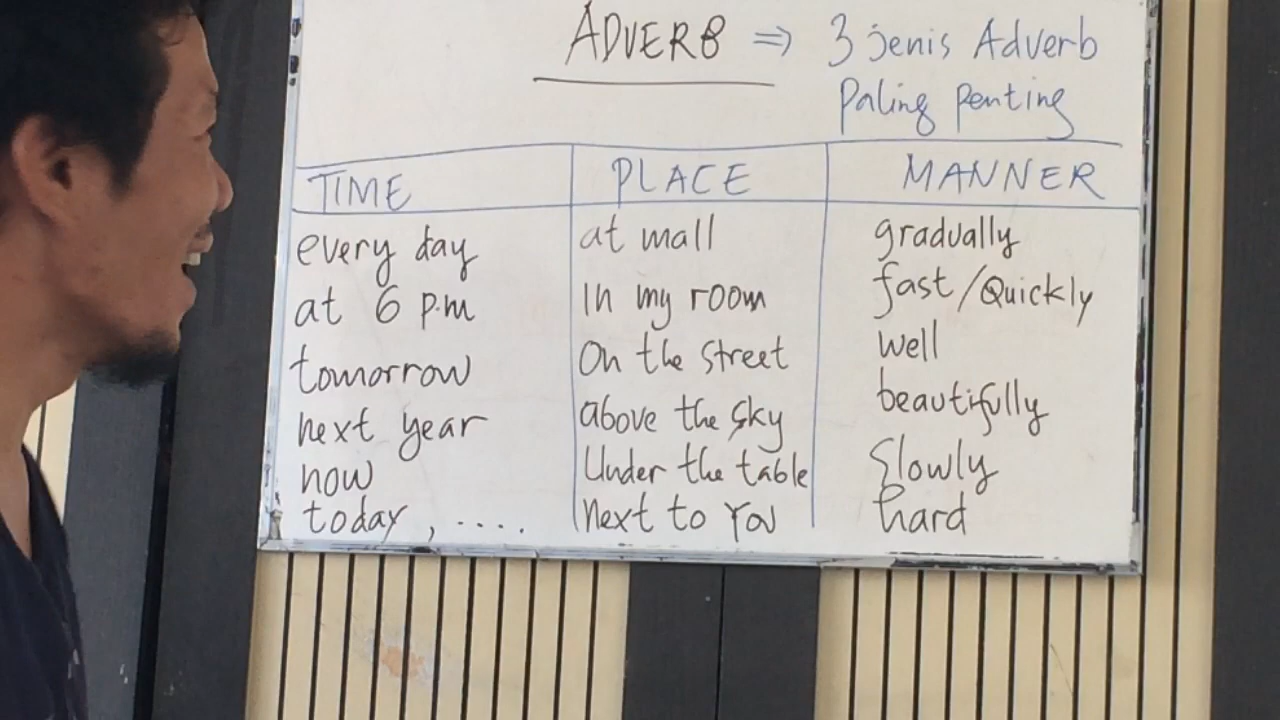 ADVERB ⇒ 3 jenis Adverb
Paling Penting
TIME PLACE MANNER
every day at mall gradually
at 6 p.m In my room fast/Quickly
tomorrow On the street well
next year above the sky beautifully
now Under the table Slowly
today, .... Next to You hard